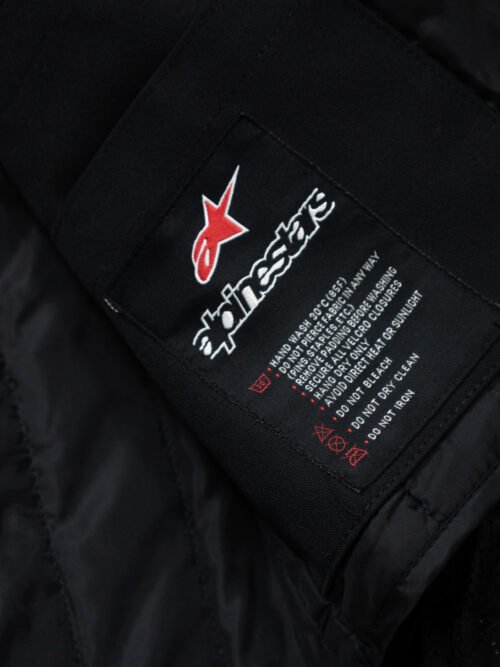 alpinestars
30°
· HAND WASH 30°C (85F)
· DO NOT PIERCE FABRIC IN ANY WAY
PINS, STAPLES, ETC.)
· REMOVE PADDING BEFORE WASHING
· SECURE ALL VELCRO CLOSURES
· HANG DRY ONLY
· AVOID DIRECT HEAT OR SUNLIGHT
· DO NOT BLEACH
· DO NOT DRY CLEAN
· DO NOT IRON